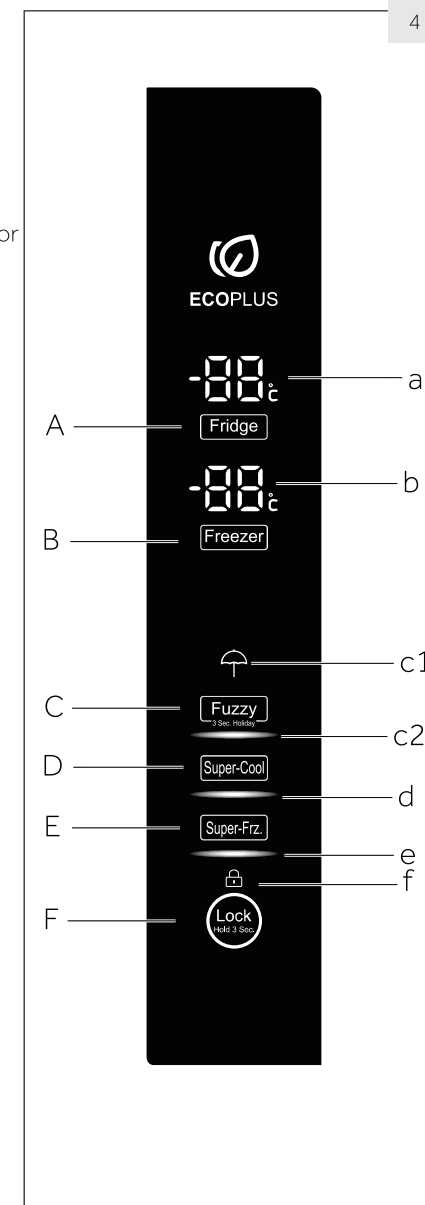 4
or
ECOPLUS
-88°C
a
A
Fridge
-88°C
b
B
Freezer
c1
C
Fuzzy
3 Sec. Holiday
c2
D
Super-Cool
d
E
Super-Frz.
e
f
F
Lock
Hold 3 Sec.